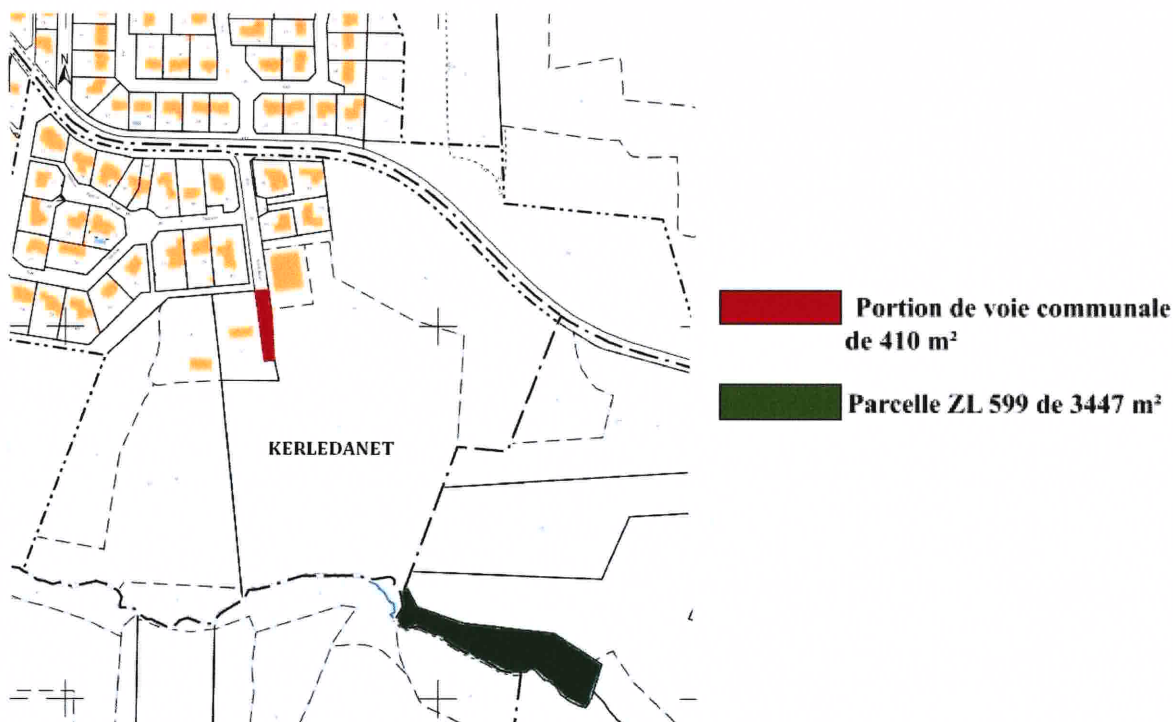 N
Portion de voie communale
de 410 m²
Parcelle ZL 599 de 3447 m²
KERLEDANET